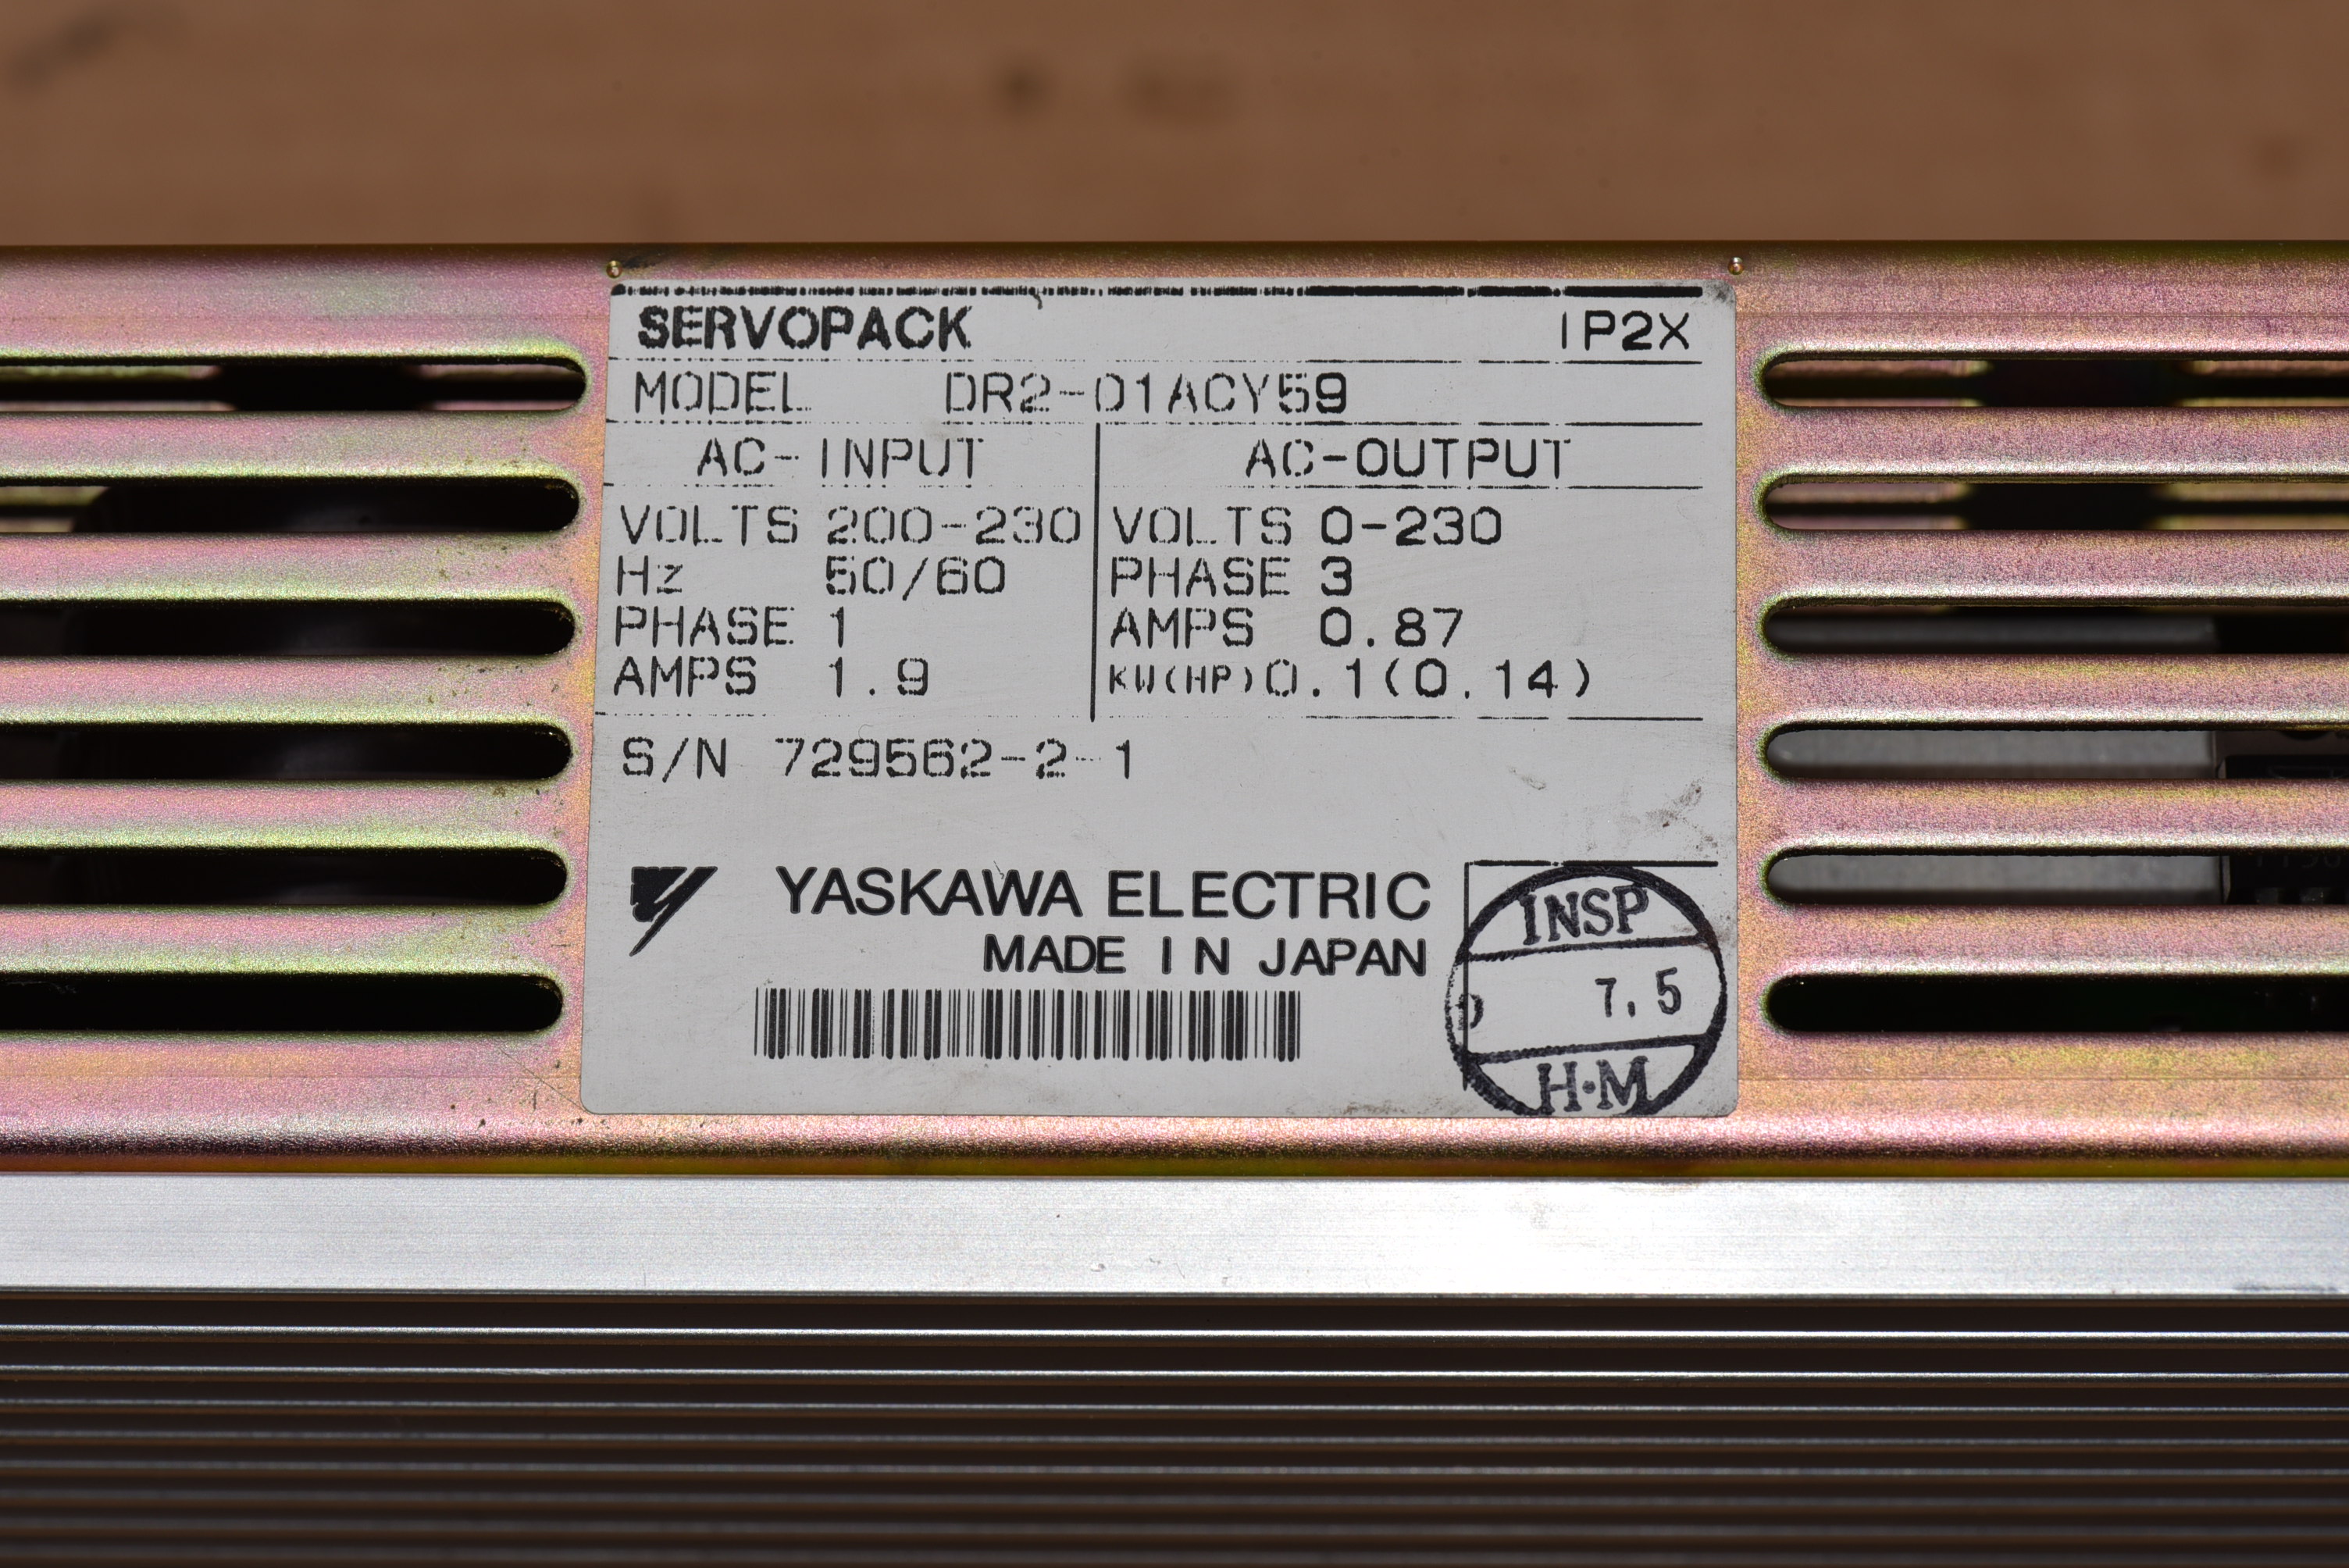 SERVOPACK IP2X
MODEL DR2-01ACY59
AC-INPUT AC-OUTPUT
VOLTS 200-230 VOLTS 0-230
Hz 50/60 PHASE 3
PHASE 1 AMPS 0.87
AMPS 1.9 KW(HP)0.1(0.14)
S/N 729562-2-1
YASKAWA ELECTRIC
MADE IN JAPAN
INSP
7.5
H·M